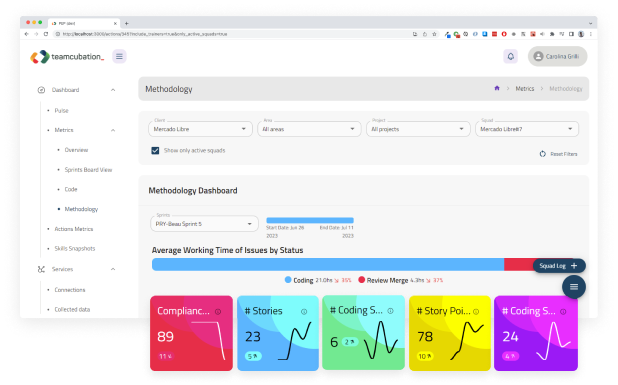 PDP client
http://localhost:3000/actions/345?include_trainers=true&only_active_squads=true
teamcubation_
Carolina Grilli
Dashboard
Pulse
Metrics
Overview
Sprints Board View
Code
Methodology
Actions Metrics
Skills Snapshots
Services
Connections
Collected data
Methodology
Metrics > Methodology
Client
Mercado Libre
Area
All areas
Project
All projects
Squad
Mercado Libre#7
Show only active squads
Reset Filters
Methodology Dashboard
Sprints
PRY-Beau Sprint 5
Start Date: Jun 26
2023
End Date: Jul 11
2023
Average Working Time of Issues by Status
Squad Log +
Coding 21.0hs ↘ 35% Review Merge 4.3hs ↘ 37%
Complianc...
89
# Stories
23
5
# Coding S...
6
2
# Story Poi...
78
10
# Coding S...
24
4